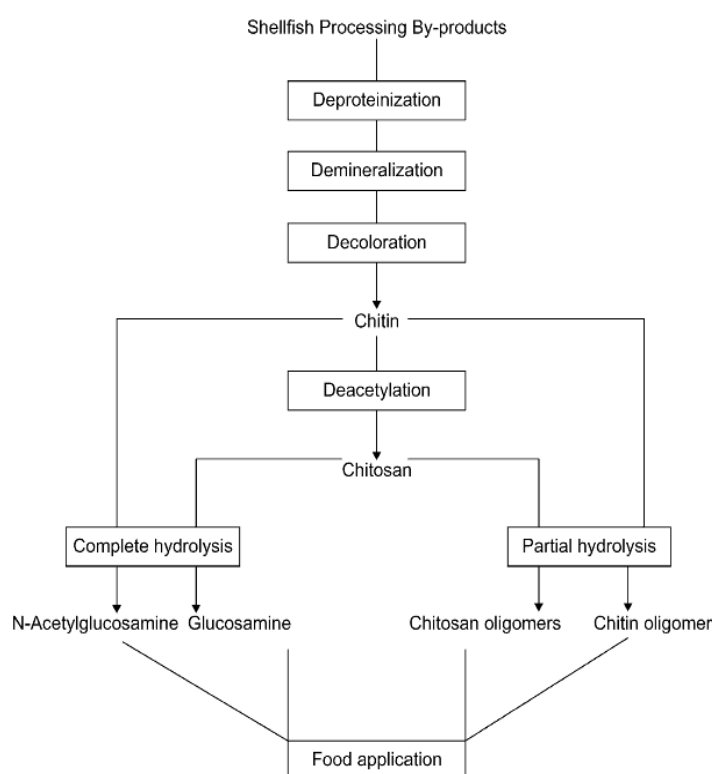 Shellfish Processing By-products
Deproteinization
Demineralization
Decoloration
Chitin
Deacetylation
Chitosan
Complete hydrolysis
Partial hydrolysis
N-Acetylglucosamine
Glucosamine
Chitosan oligomers
Chitin oligomer
Food application